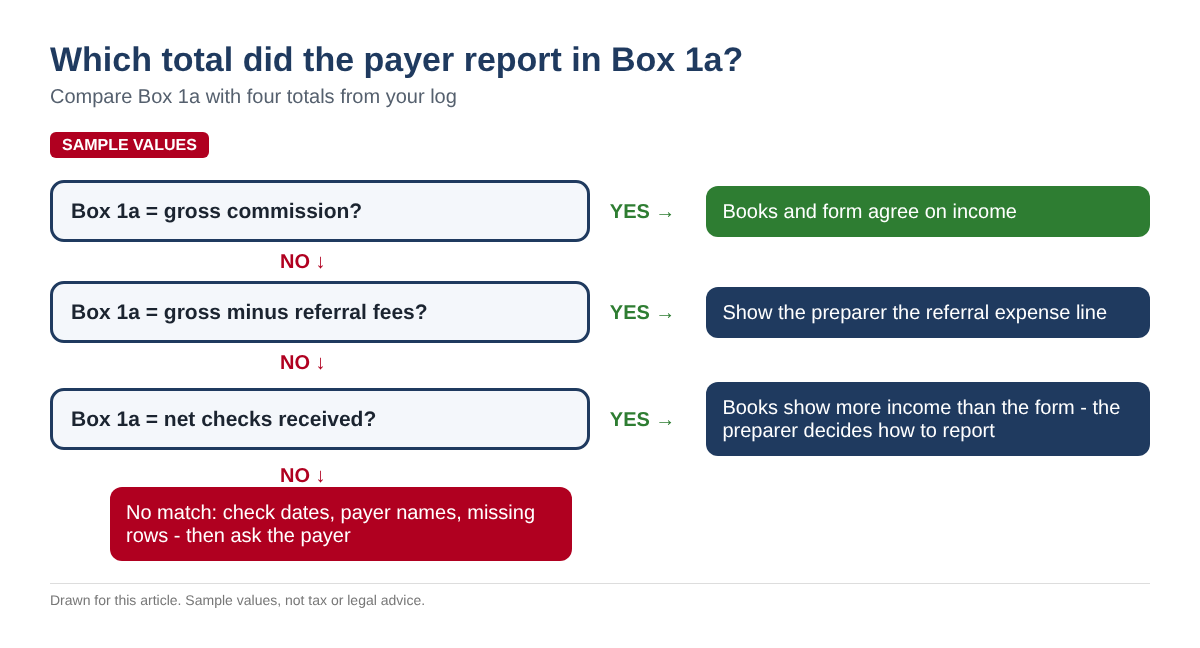 Which total did the payer report in Box 1a?
Compare Box 1a with four totals from your log
SAMPLE VALUES
Box 1a = gross commission?
YES →
Books and form agree on income
NO ↓
Box 1a = gross minus referral fees?
YES →
Show the preparer the referral expense line
NO ↓
Box 1a = net checks received?
YES →
Books show more income than the form - the
preparer decides how to report
NO ↓
No match: check dates, payer names, missing
rows - then ask the payer
Drawn for this article. Sample values, not tax or legal advice.